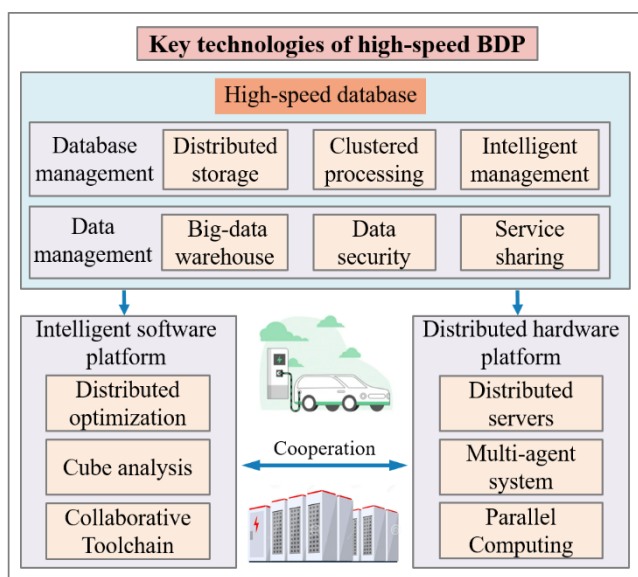 Key technologies of high-speed BDP
High-speed database
Database
management
Distributed
storage
Clustered
processing
Intelligent
management
Data
management
Big-data
warehouse
Data
security
Service
sharing
Intelligent software
platform
Distributed
optimization
Cube analysis
Collaborative
Toolchain
Cooperation
Distributed hardware
platform
Distributed
servers
Multi-agent
system
Parallel
Computing